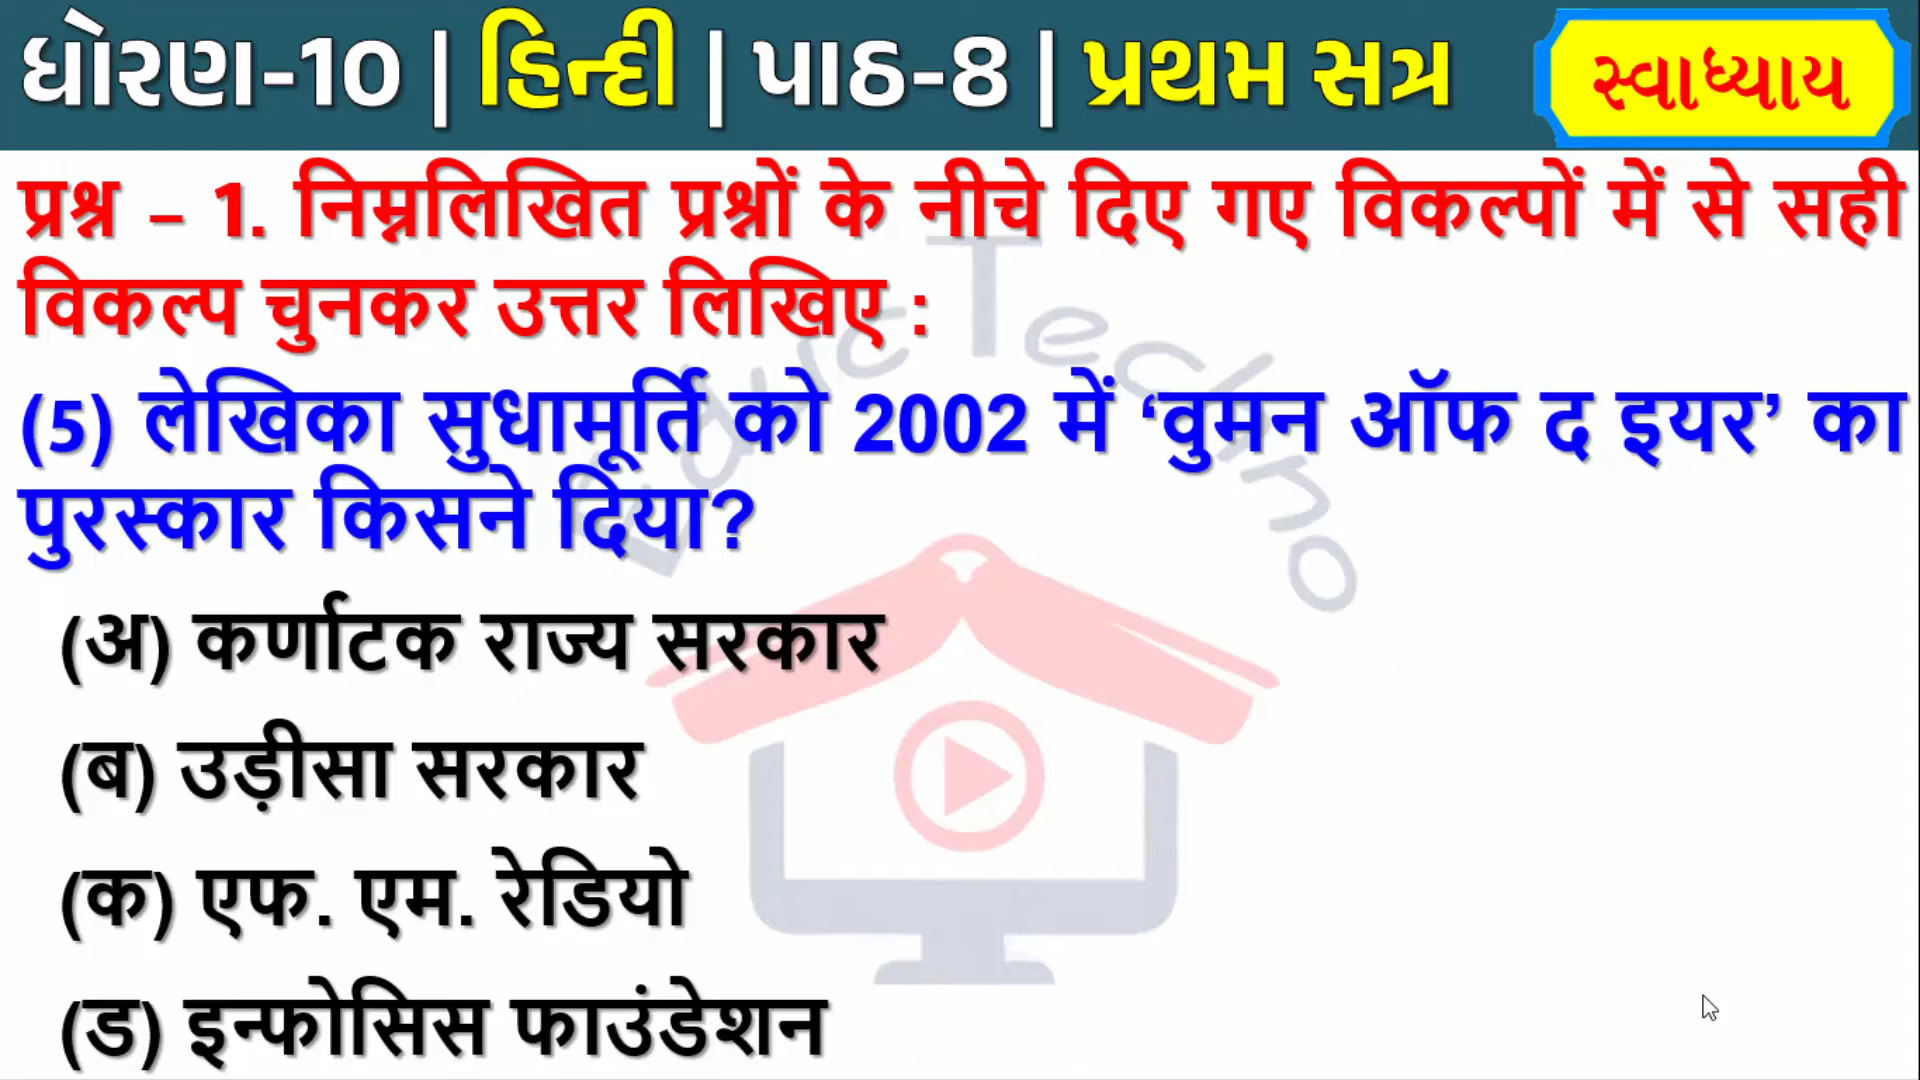 ધોરણ-10 | હિન્દી | પાઠ-8 | પ્રથમ સત્ર
સ્વાધ્યાય
प्रश्न – 1. निम्नलिखित प्रश्नों के नीचे दिए गए विकल्पों में से सही
विकल्प चुनकर उत्तर लिखिए :
(5) लेखिका सुधामूर्ति को 2002 में ‘वुमन ऑफ द इयर’ का
पुरस्कार किसने दिया?
(अ) कर्णाटक राज्य सरकार
(ब) उड़ीसा सरकार
(क) एफ. एम. रेडियो
(ड) इन्फोसिस फाउंडेशन